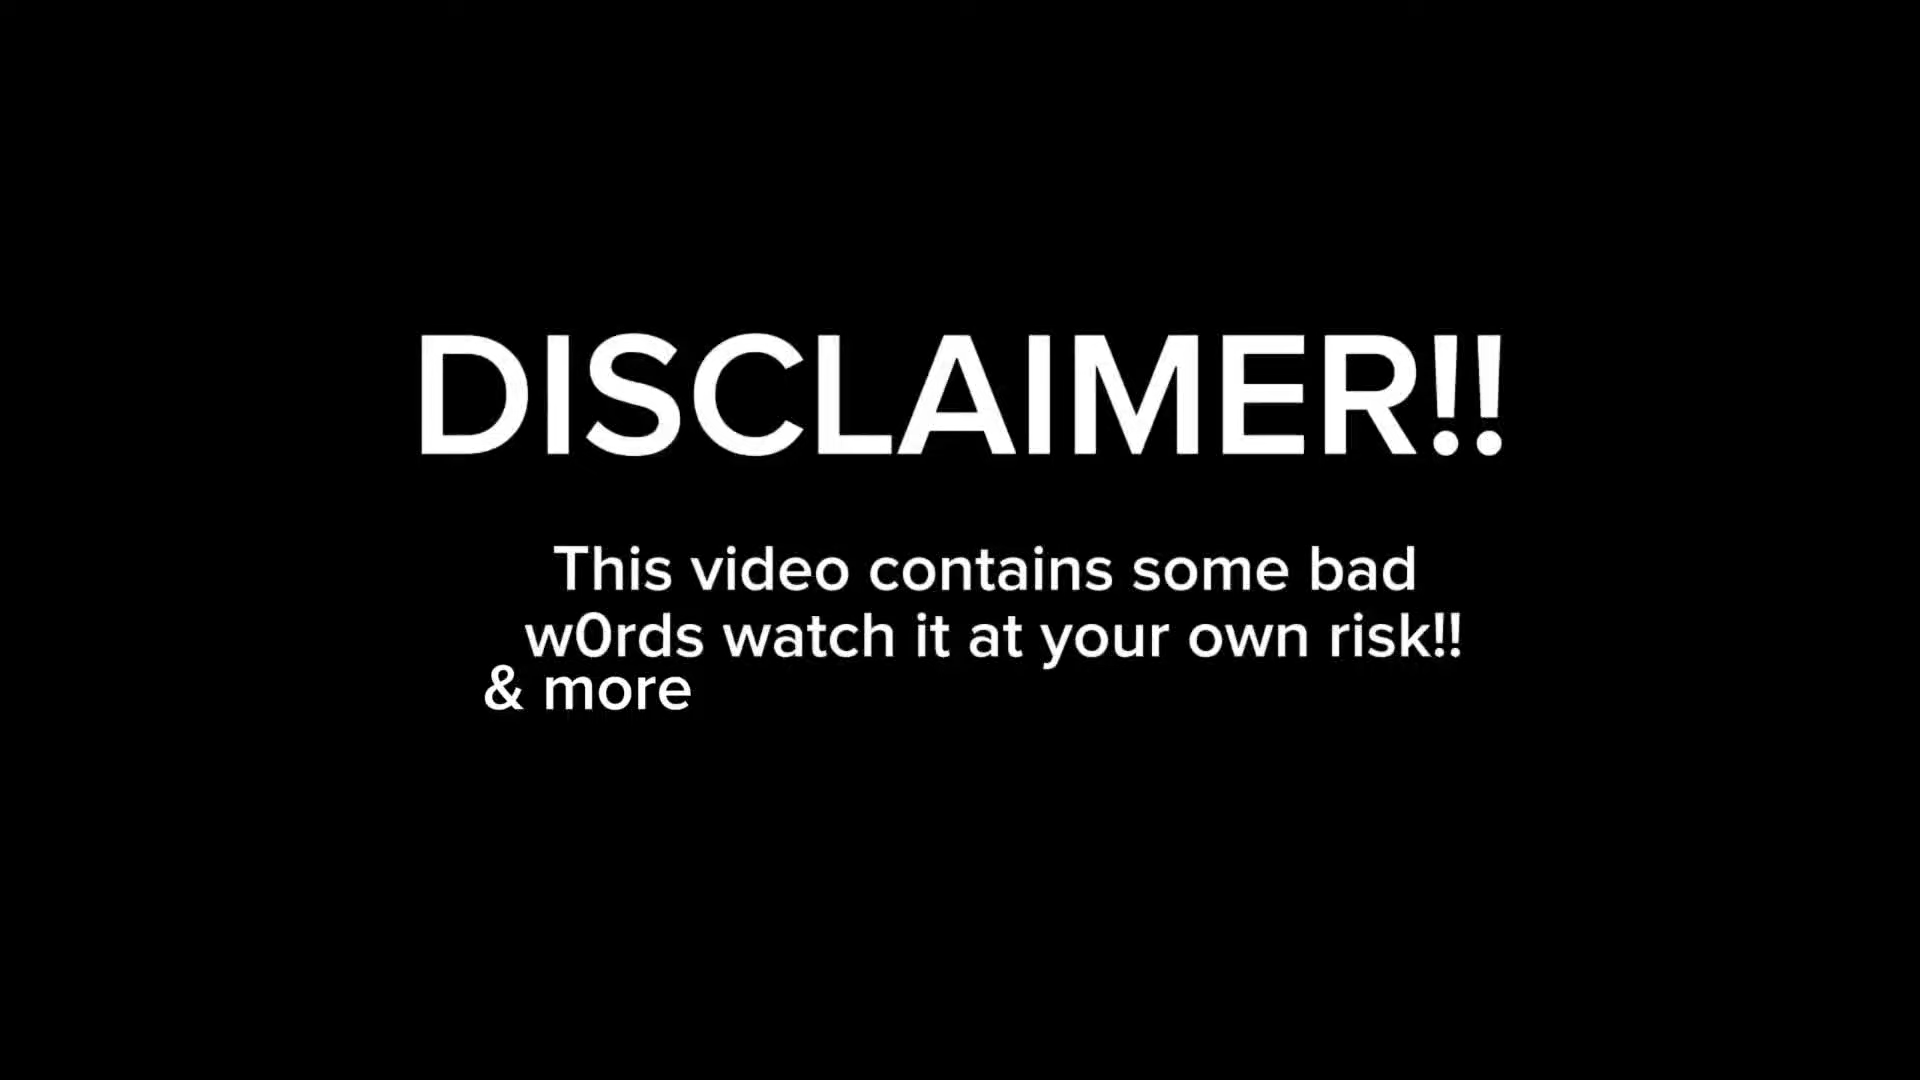 DISCLAIMER!!
This video contains some bad
w0rds watch it at your own risk!!
& more